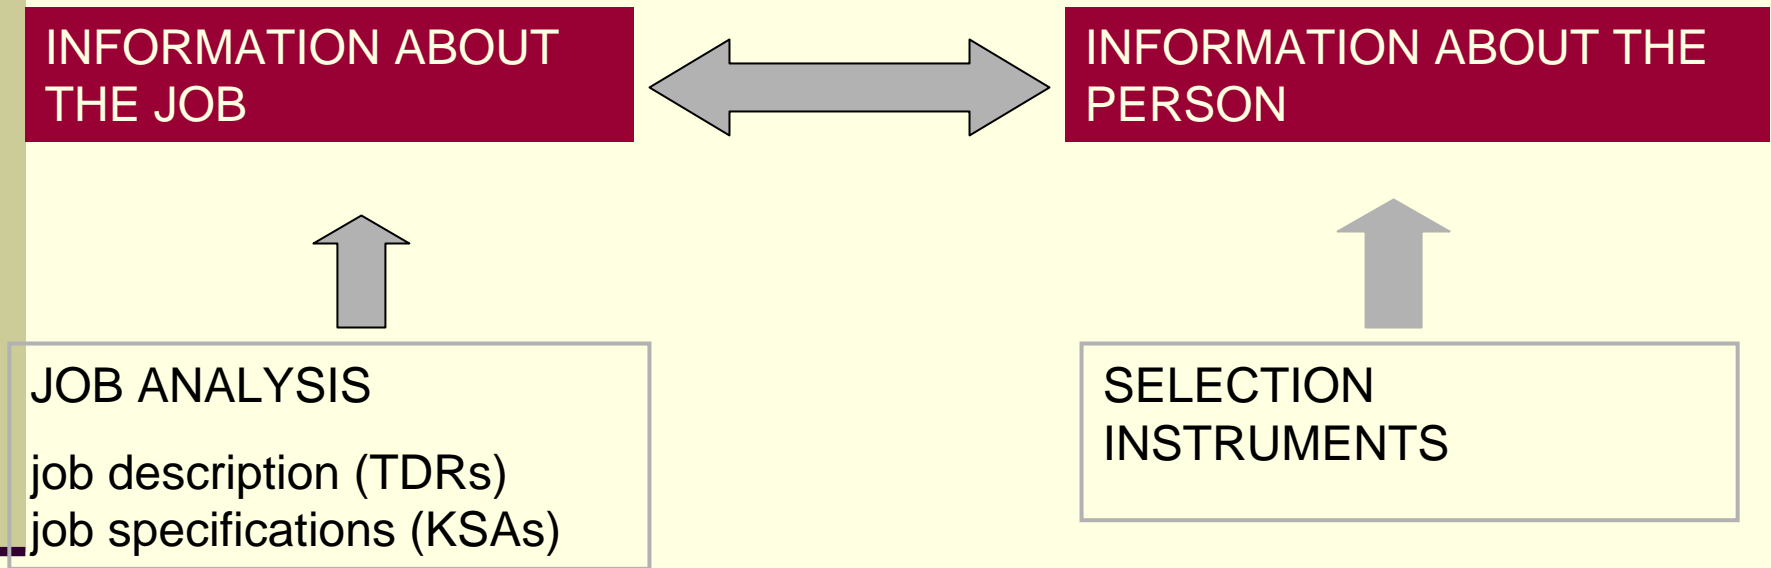 INFORMATION ABOUT
THE JOB
INFORMATION ABOUT THE
PERSON
JOB ANALYSIS
job description (TDRs)
job specifications (KSAs)
SELECTION
INSTRUMENTS